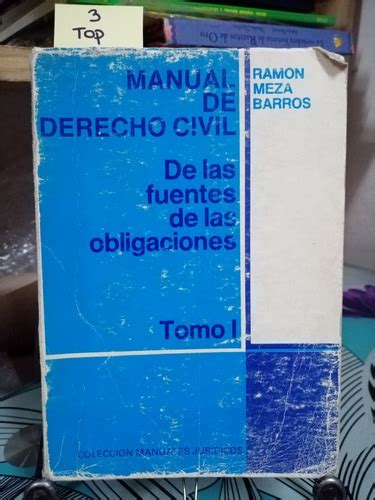 3
TOP
MANUAL
DE
DERECHO CIVIL
RAMON
MEZA
BARROS
De las
fuentes
de las
obligaciones
Tomo I
COLECCION MANUALES JURIDICOS